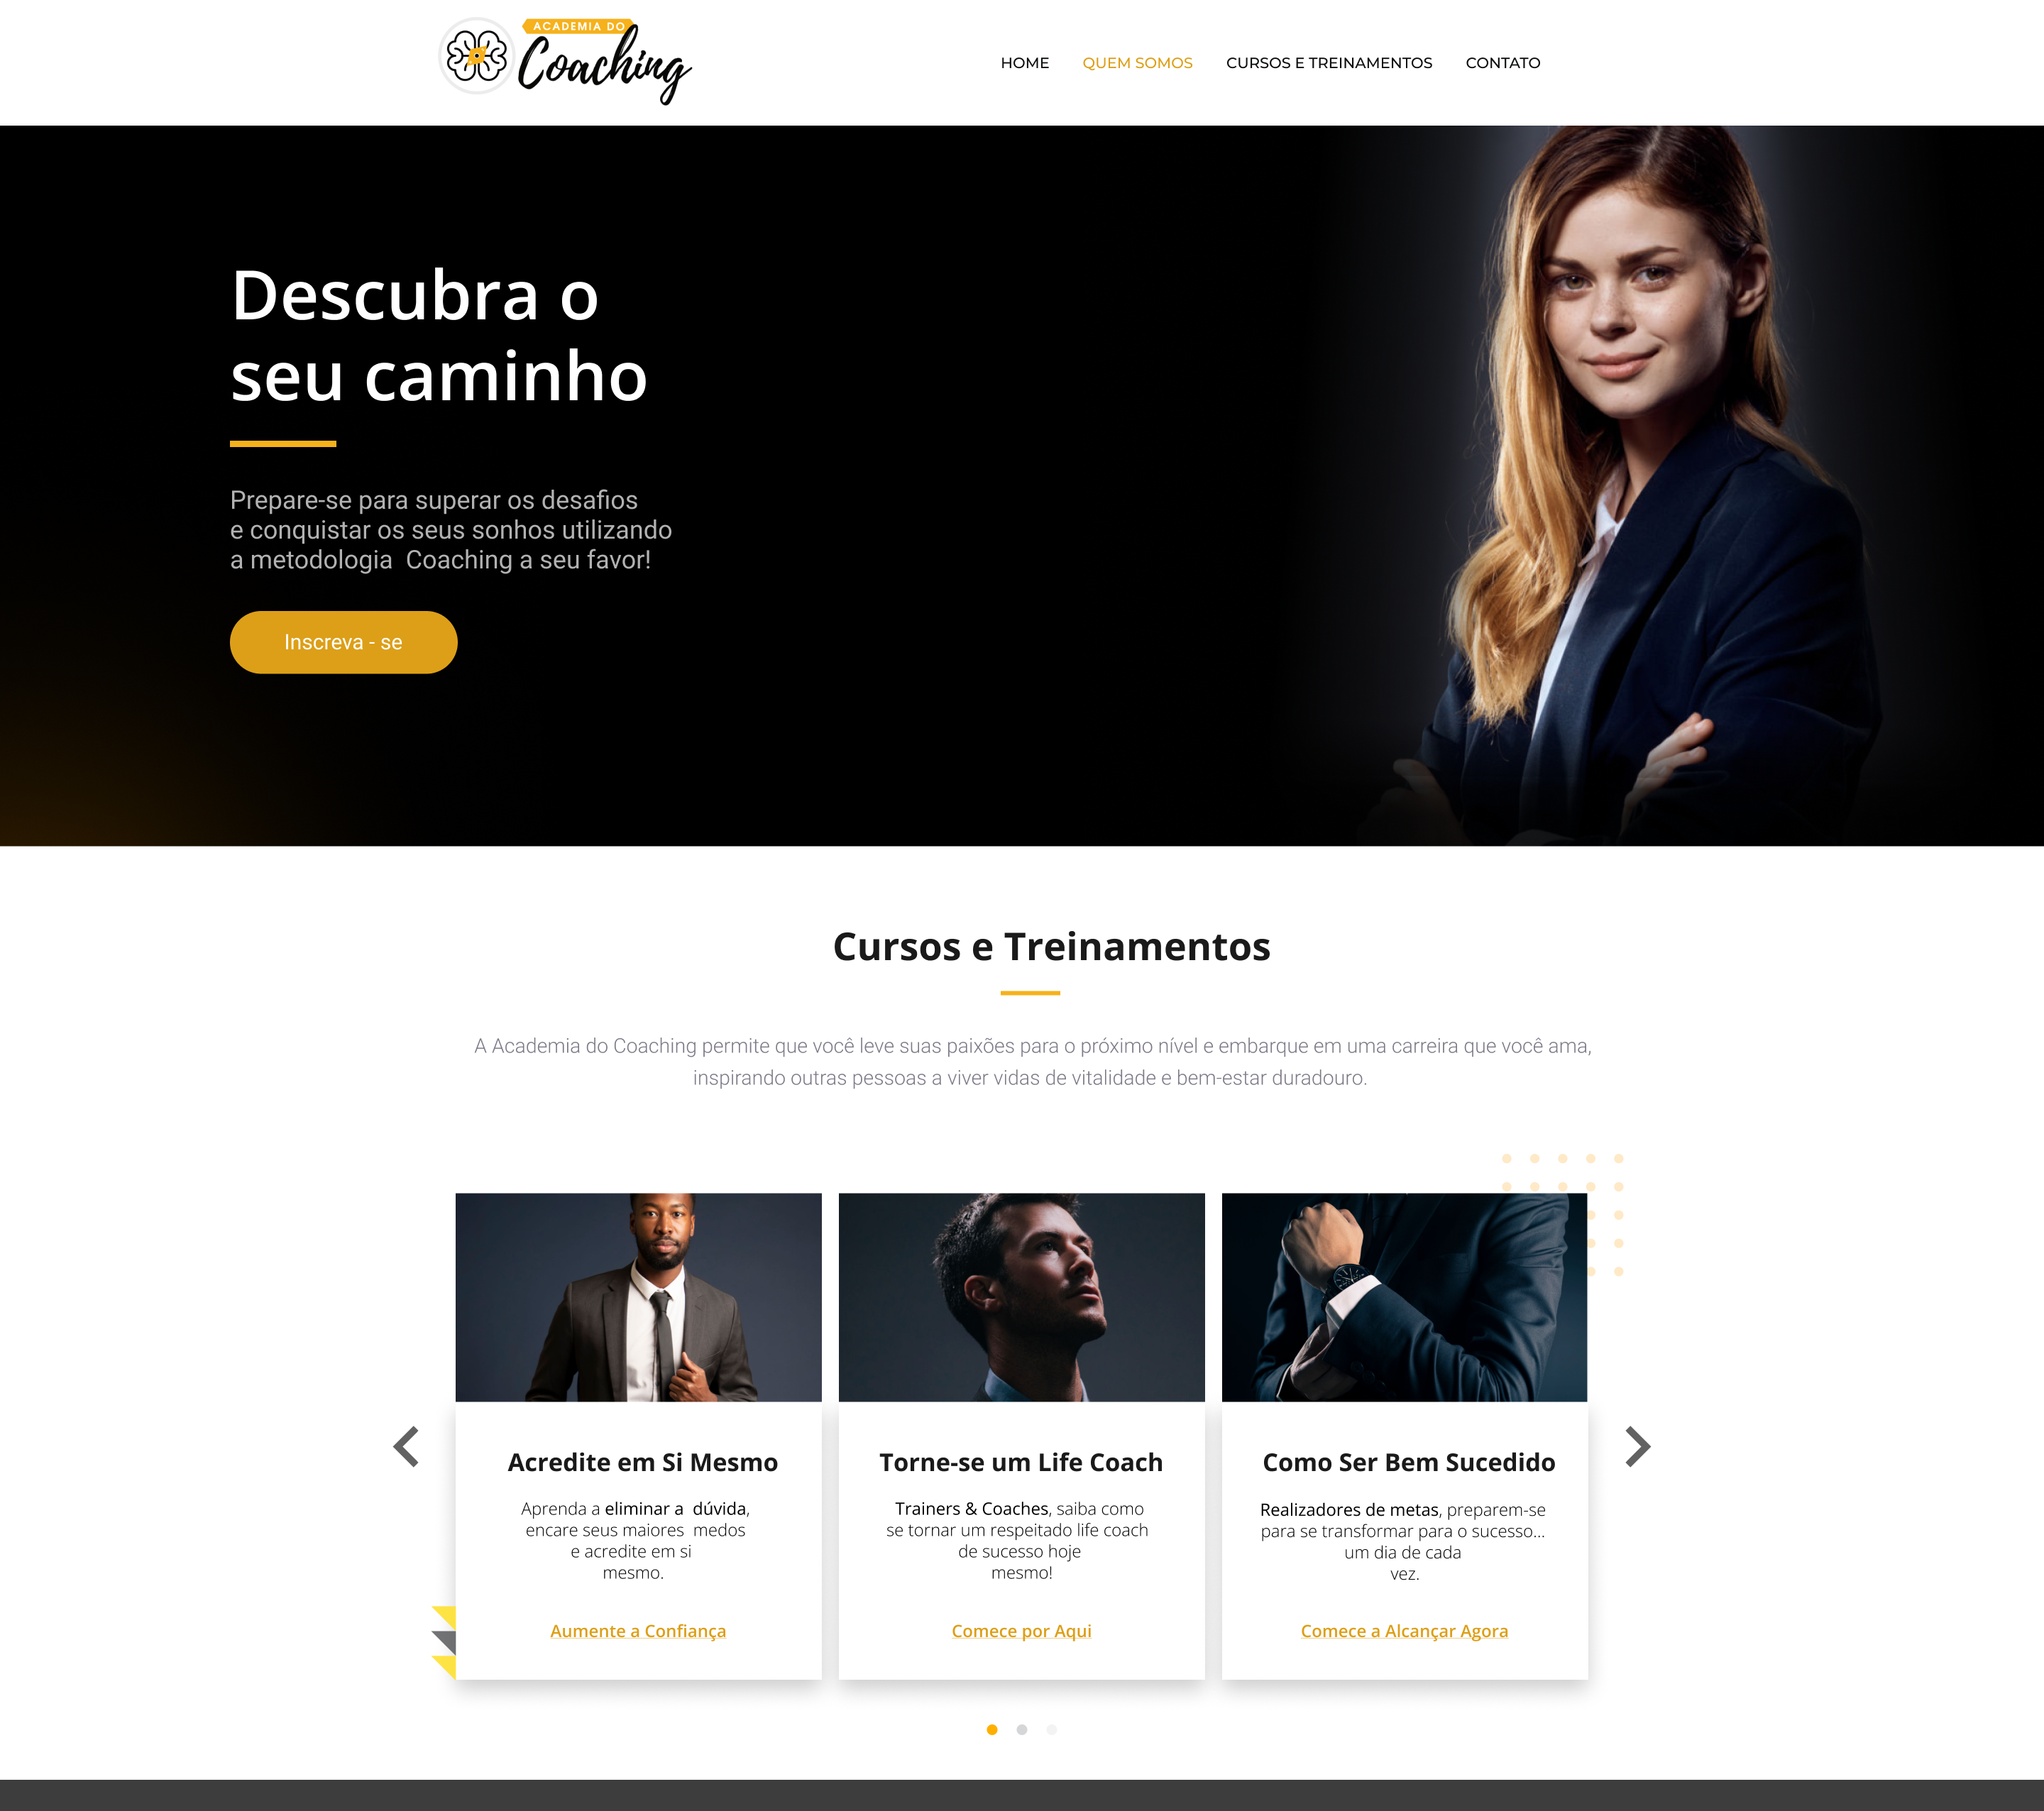 ACADEMIA DO
Coaching
HOME QUEM SOMOS CURSOS E TREINAMENTOS CONTATO
Descubra o
seu caminho
Prepare-se para superar os desafios
e conquistar os seus sonhos utilizando
a metodologia  Coaching a seu favor!
Inscreva - se
Cursos e Treinamentos
A Academia do Coaching permite que você leve suas paixões para o próximo nível e embarque em uma carreira que você ama,
inspirando outras pessoas a viver vidas de vitalidade e bem-estar duradouro.
Acredite em Si Mesmo
Aprenda a eliminar a  dúvida,
encare seus maiores  medos
e acredite em si
mesmo.
Aumente a Confiança
Torne-se um Life Coach
Trainers & Coaches, saiba como
se tornar um respeitado life coach
de sucesso hoje
mesmo!
Comece por Aqui
Como Ser Bem Sucedido
Realizadores de metas, preparem-se
para se transformar para o sucesso...
um dia de cada
vez.
Comece a Alcançar Agora